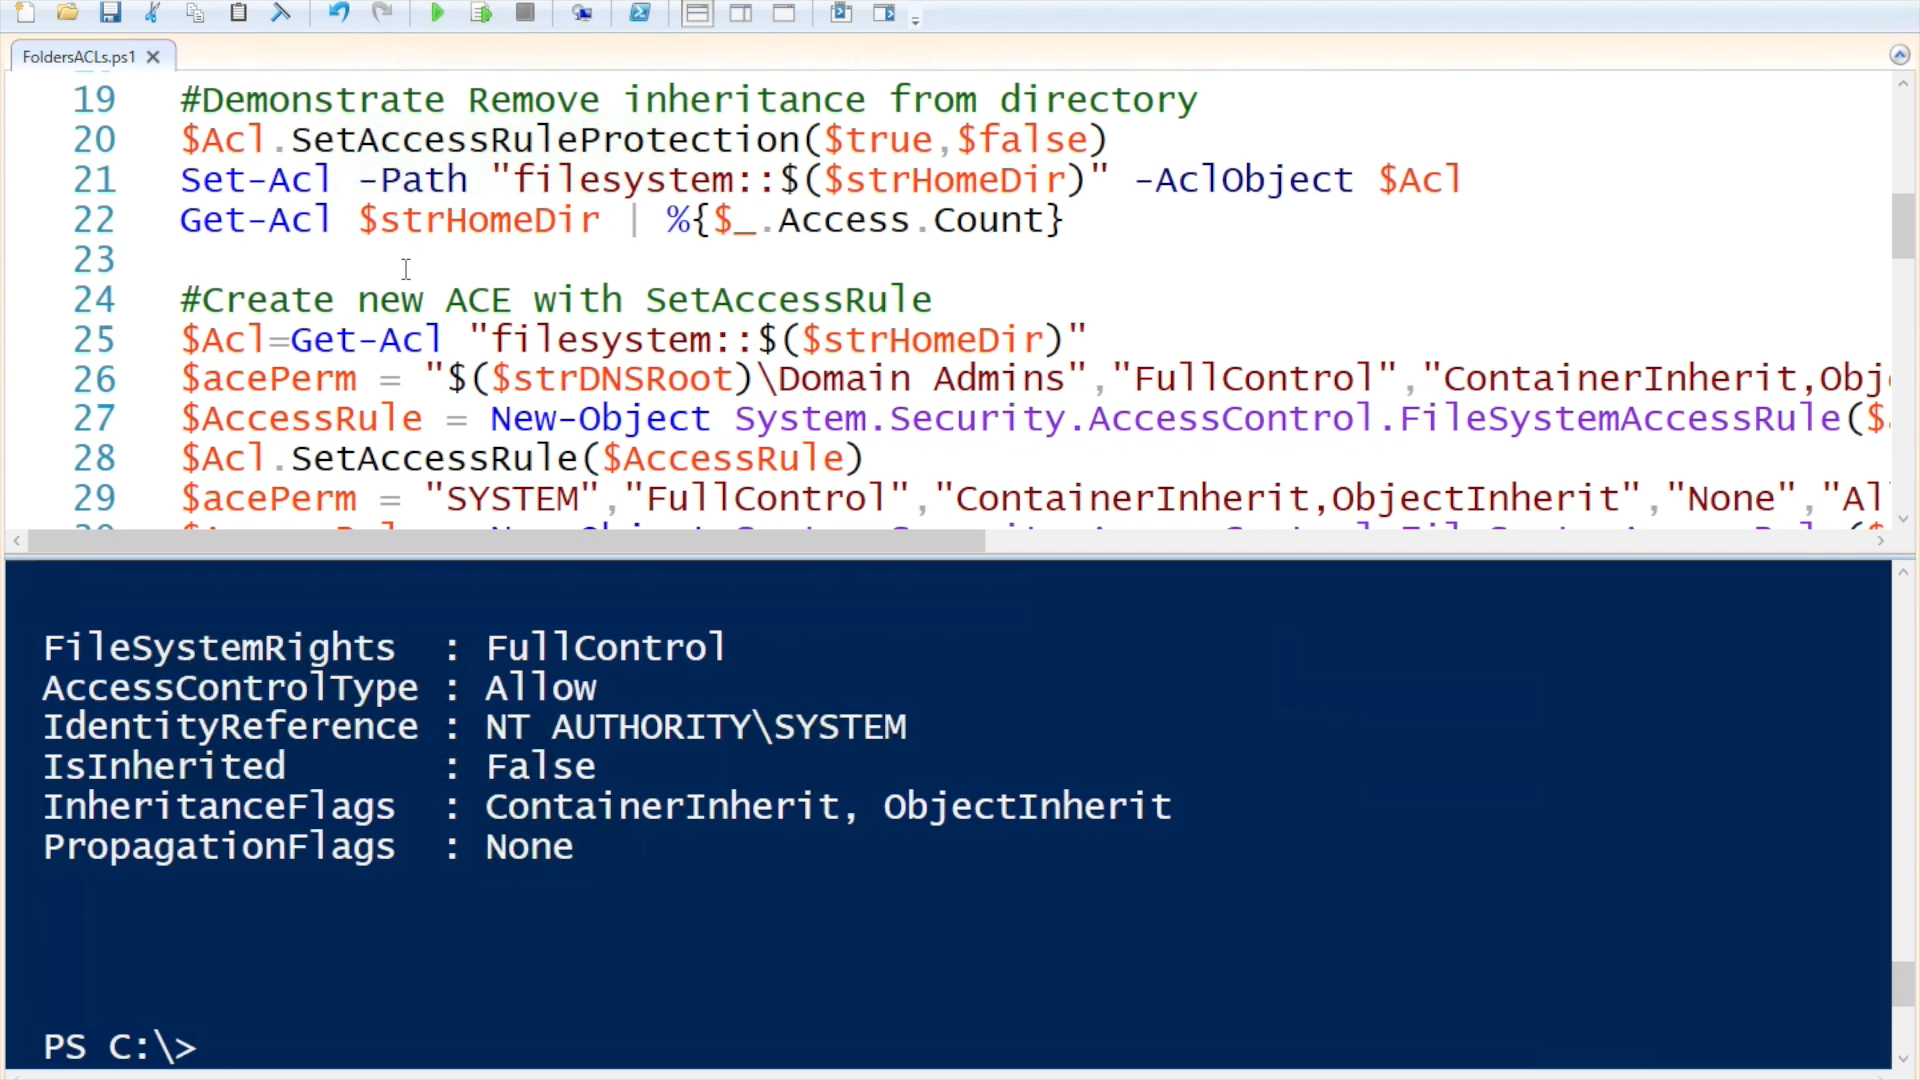 FoldersACLs.ps1
19 #Demonstrate Remove inheritance from directory
20 $Acl.SetAccessRuleProtection($true,$false)
21 Set-Acl -Path "filesystem::$($strHomeDir)" -AclObject $Acl
22 Get-Acl $strHomeDir | %{$_.Access.Count}
23
24 #Create new ACE with SetAccessRule
25 $Acl=Get-Acl "filesystem::$($strHomeDir)"
26 $acePerm = "$($strDNSRoot)\Domain Admins","FullControl","ContainerInherit,Obj
27 $AccessRule = New-Object System.Security.AccessControl.FileSystemAccessRule($
28 $Acl.SetAccessRule($AccessRule)
29 $acePerm = "SYSTEM","FullControl","ContainerInherit,ObjectInherit","None","Al
FileSystemRights : FullControl
AccessControlType : Allow
IdentityReference : NT AUTHORITY\SYSTEM
IsInherited : False
InheritanceFlags : ContainerInherit, ObjectInherit
PropagationFlags : None
PS C:\>